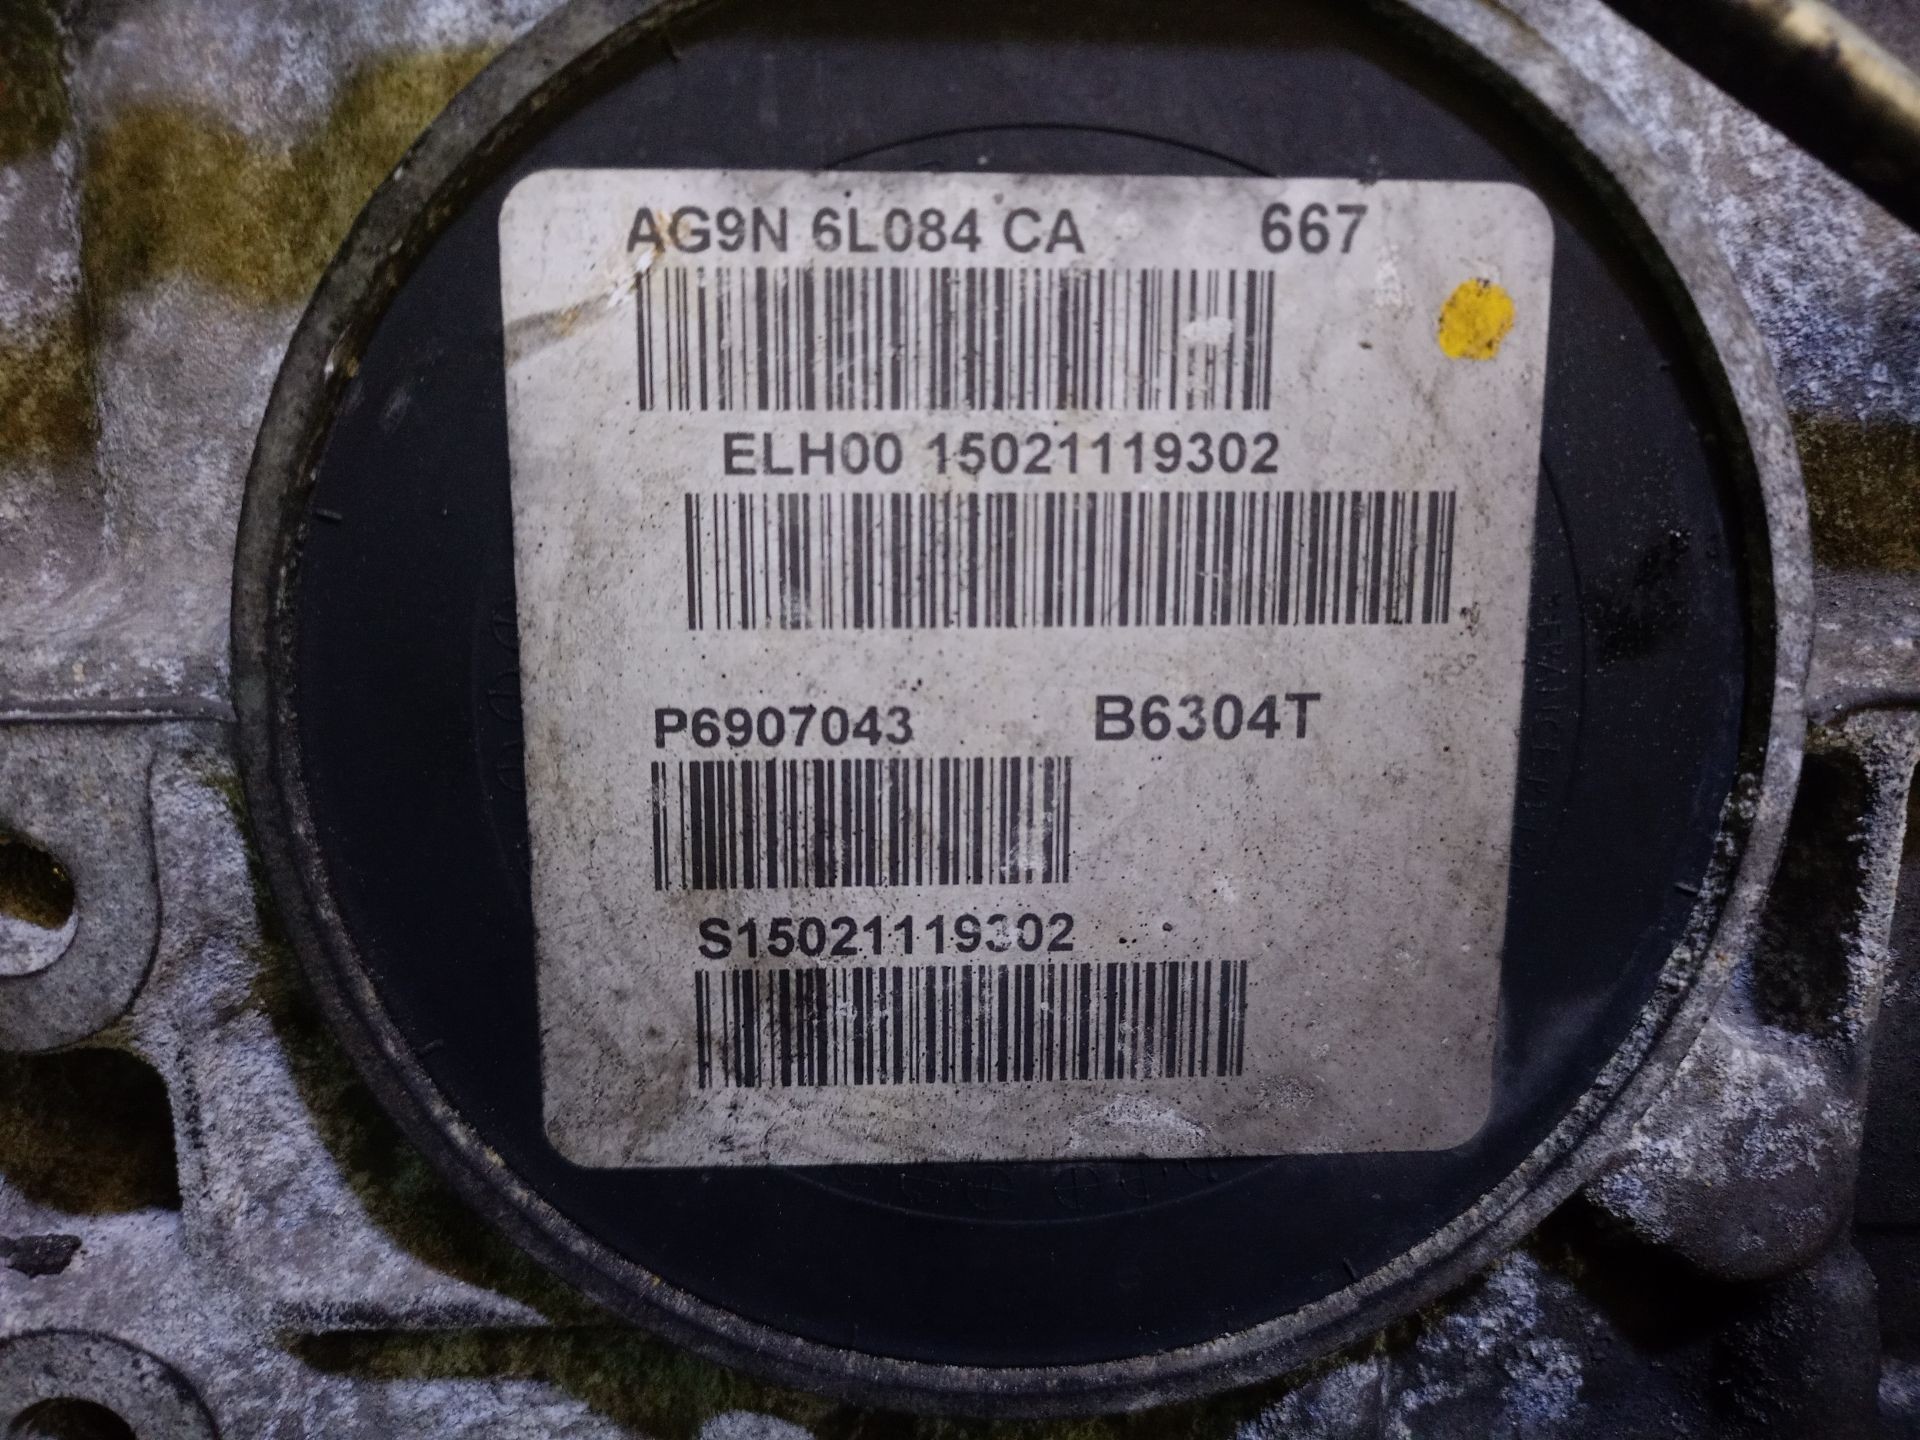 AG9N 6L084 CA 667
ELH00 15021119302
P6907043 B6304T
S15021119302